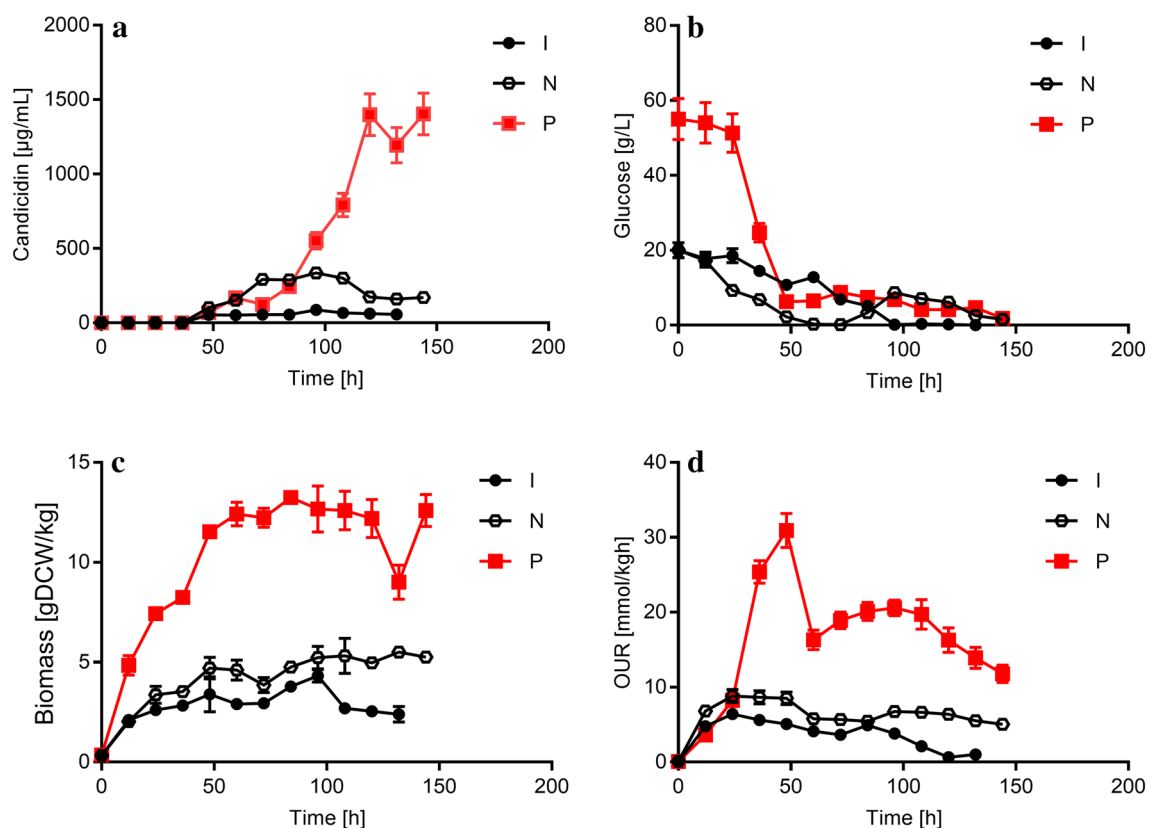 a
Candicidin [µg/mL]
2000
1500
1000
500
0
0 50 100 150 200
Time [h]
I
N
P
b
Glucose [g/L]
80
60
40
20
0
0 50 100 150 200
Time [h]
I
N
P
c
Biomass [gDCW/kg]
15
10
5
0
0 50 100 150 200
Time [h]
I
N
P
d
OUR [mmol/kgh]
40
30
20
10
0
0 50 100 150 200
Time [h]
I
N
P